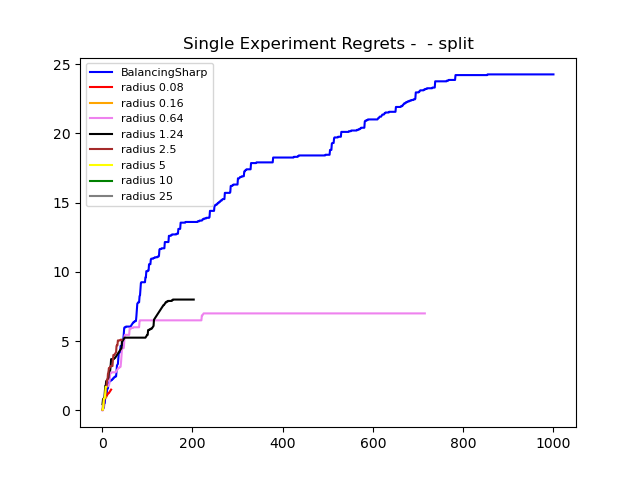 Single Experiment Regrets -  - split
BalancingSharp
radius 0.08
radius 0.16
radius 0.64
radius 1.24
radius 2.5
radius 5
radius 10
radius 25
25
20
15
10
5
0
0 200 400 600 800 1000